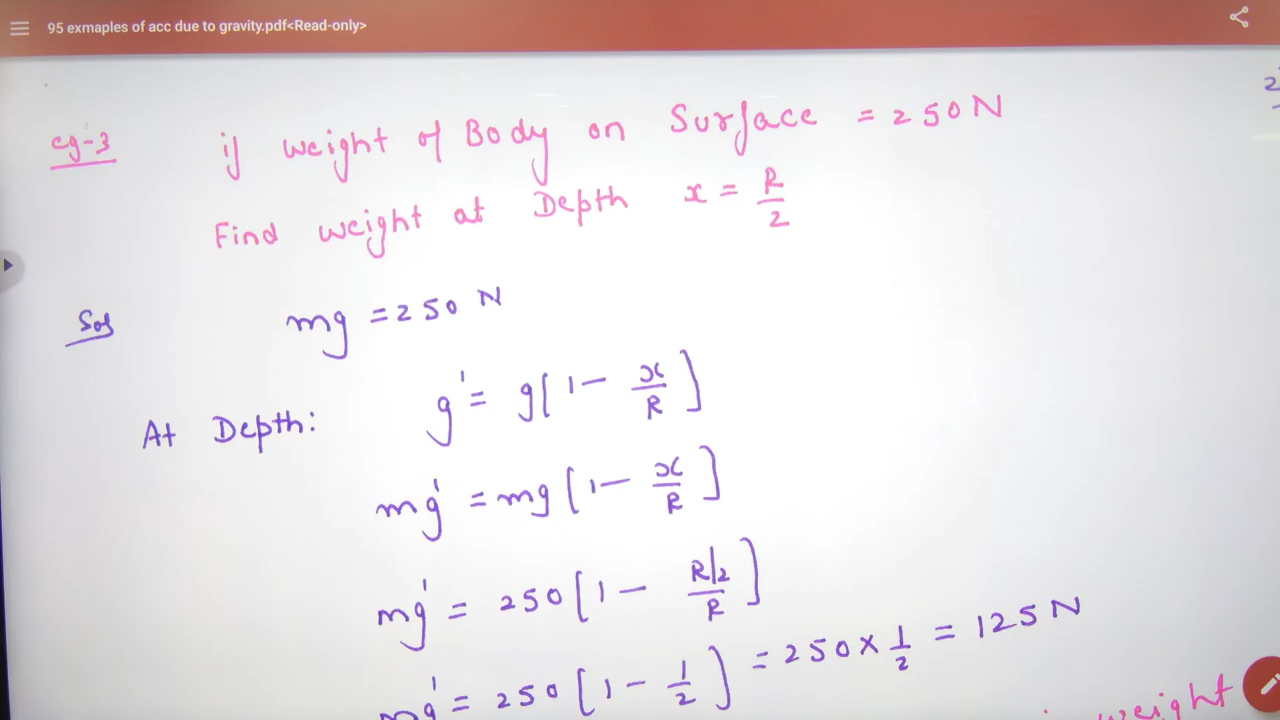 95 exmaples of acc due to gravity.pdf<Read-only>
eg-3 if weight of Body on Surface = 250N
Find weight at Depth x = R/2
Sol mg = 250 N
At Depth: g' = g[1 - x/R]
mg' = mg[1 - x/R]
mg' = 250[1 - R/2/R]
mg' = 250[1 - 1/2] = 250 x 1/2 = 125 N
weight